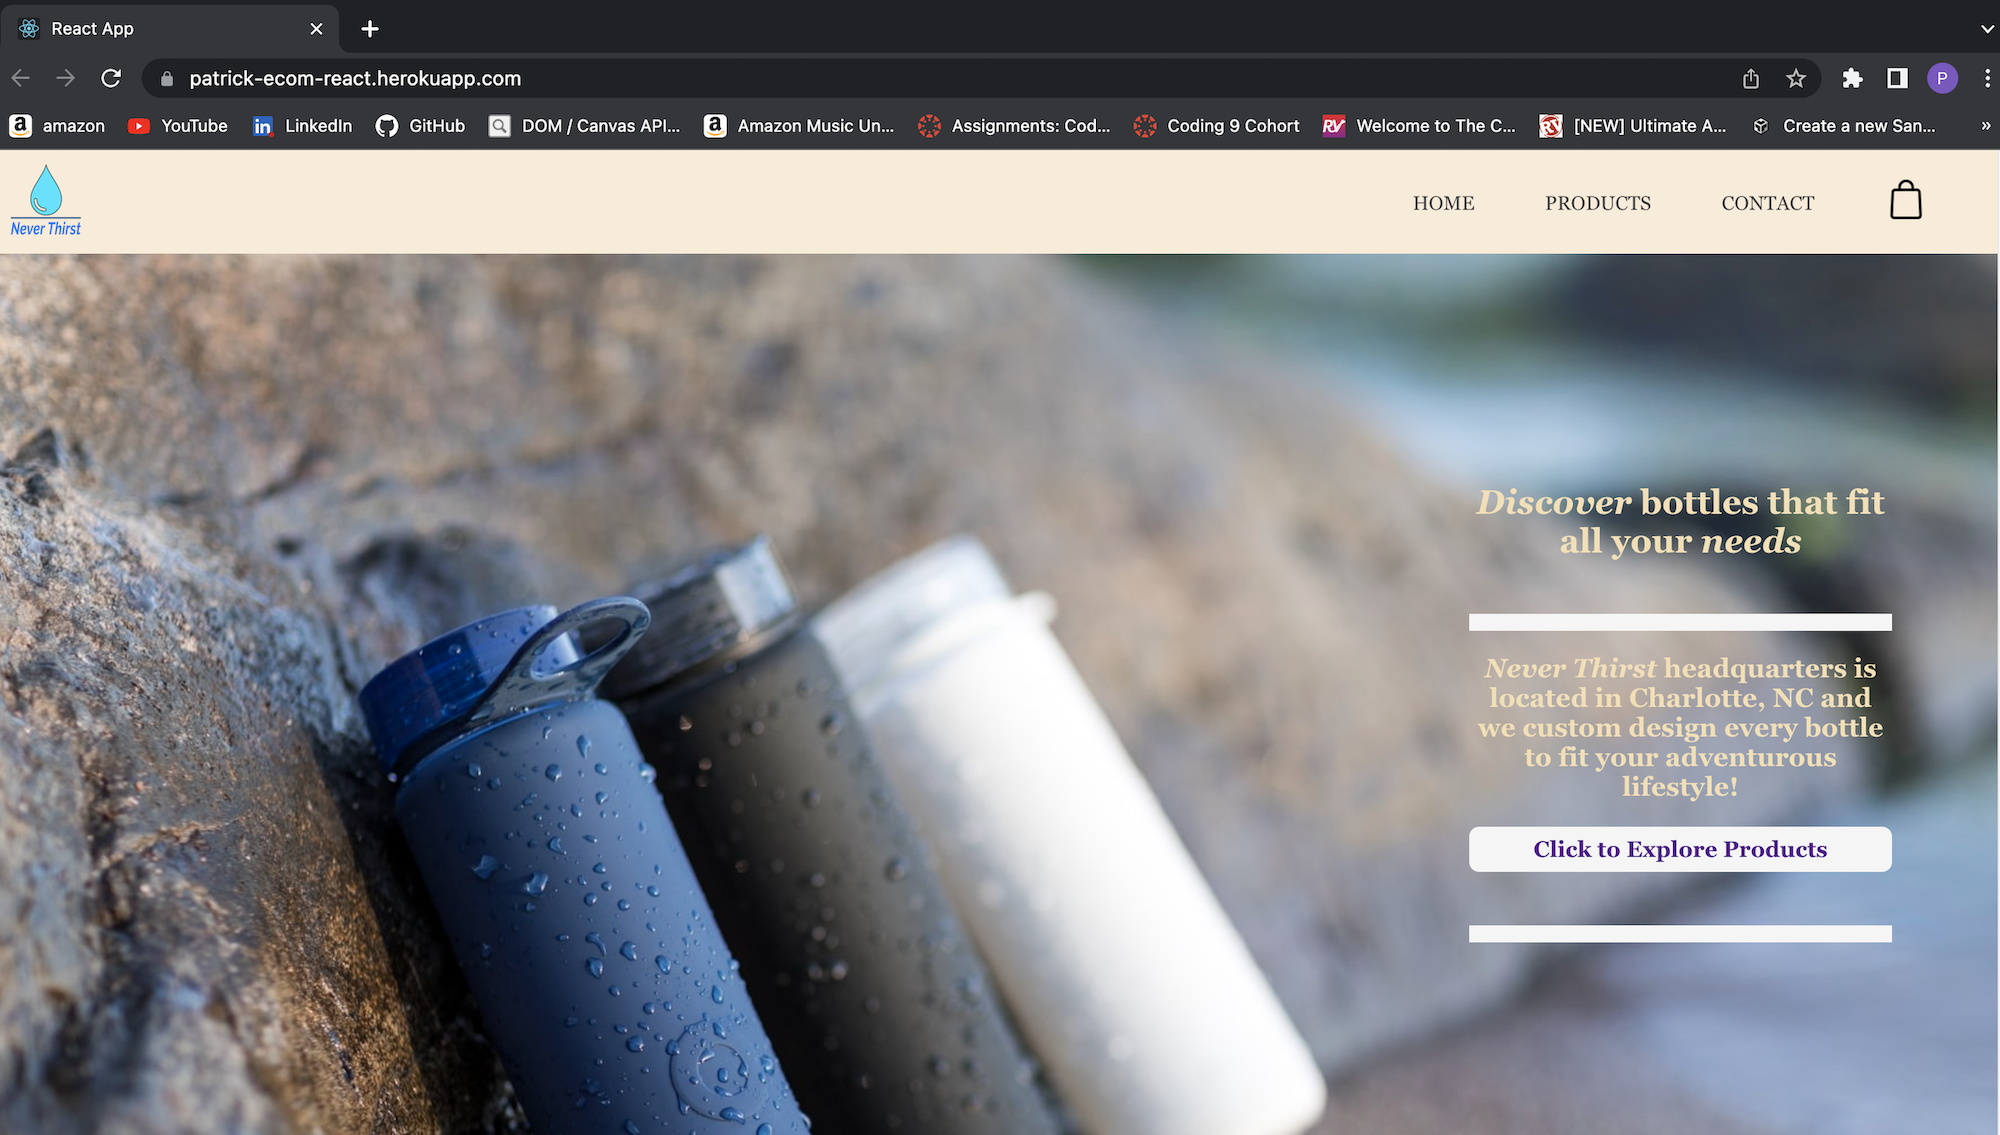 React App
patrick-ecom-react.herokuapp.com
P
amazon YouTube LinkedIn GitHub DOM / Canvas API... Amazon Music Un... Assignments: Cod... Coding 9 Cohort Welcome to The C... [NEW] Ultimate A... Create a new San... »
Never Thirst
HOME PRODUCTS CONTACT
Discover bottles that fit
all your needs
Never Thirst headquarters is
located in Charlotte, NC and
we custom design every bottle
to fit your adventurous
lifestyle!
Click to Explore Products